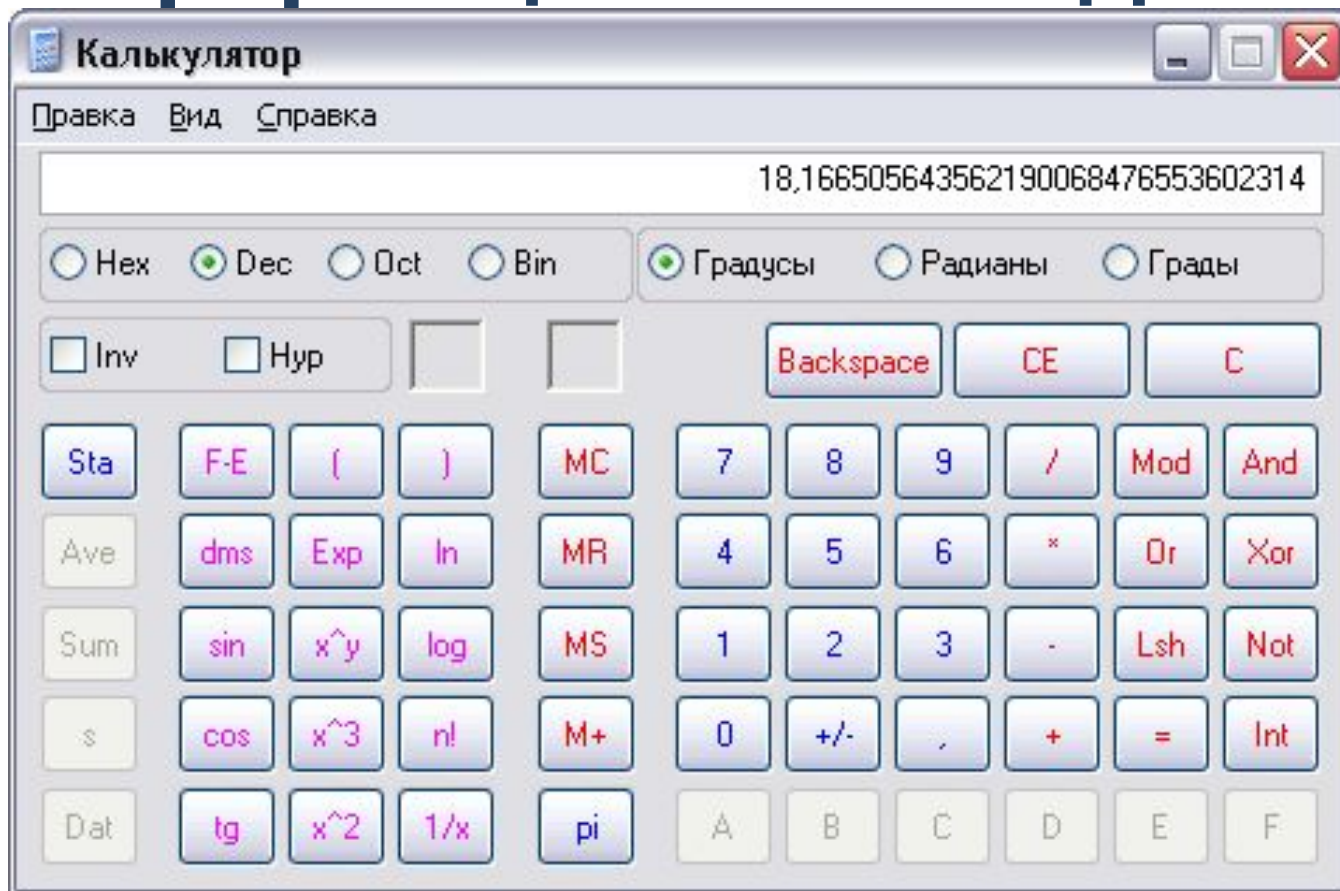 Калькулятор
Правка Вид Справка
18,166505643562190068476553602314
Hex Dec Oct Bin Градусы Радианы Грады
Inv Hyp Backspace CE C
Sta F-E ( ) MC 7 8 9 / Mod And
Ave dms Exp ln MR 4 5 6 * Or Xor
Sum sin x^y log MS 1 2 3 - Lsh Not
s cos x^3 n! M+ 0 +/- , + = Int
Dat tg x^2 1/x pi A B C D E F